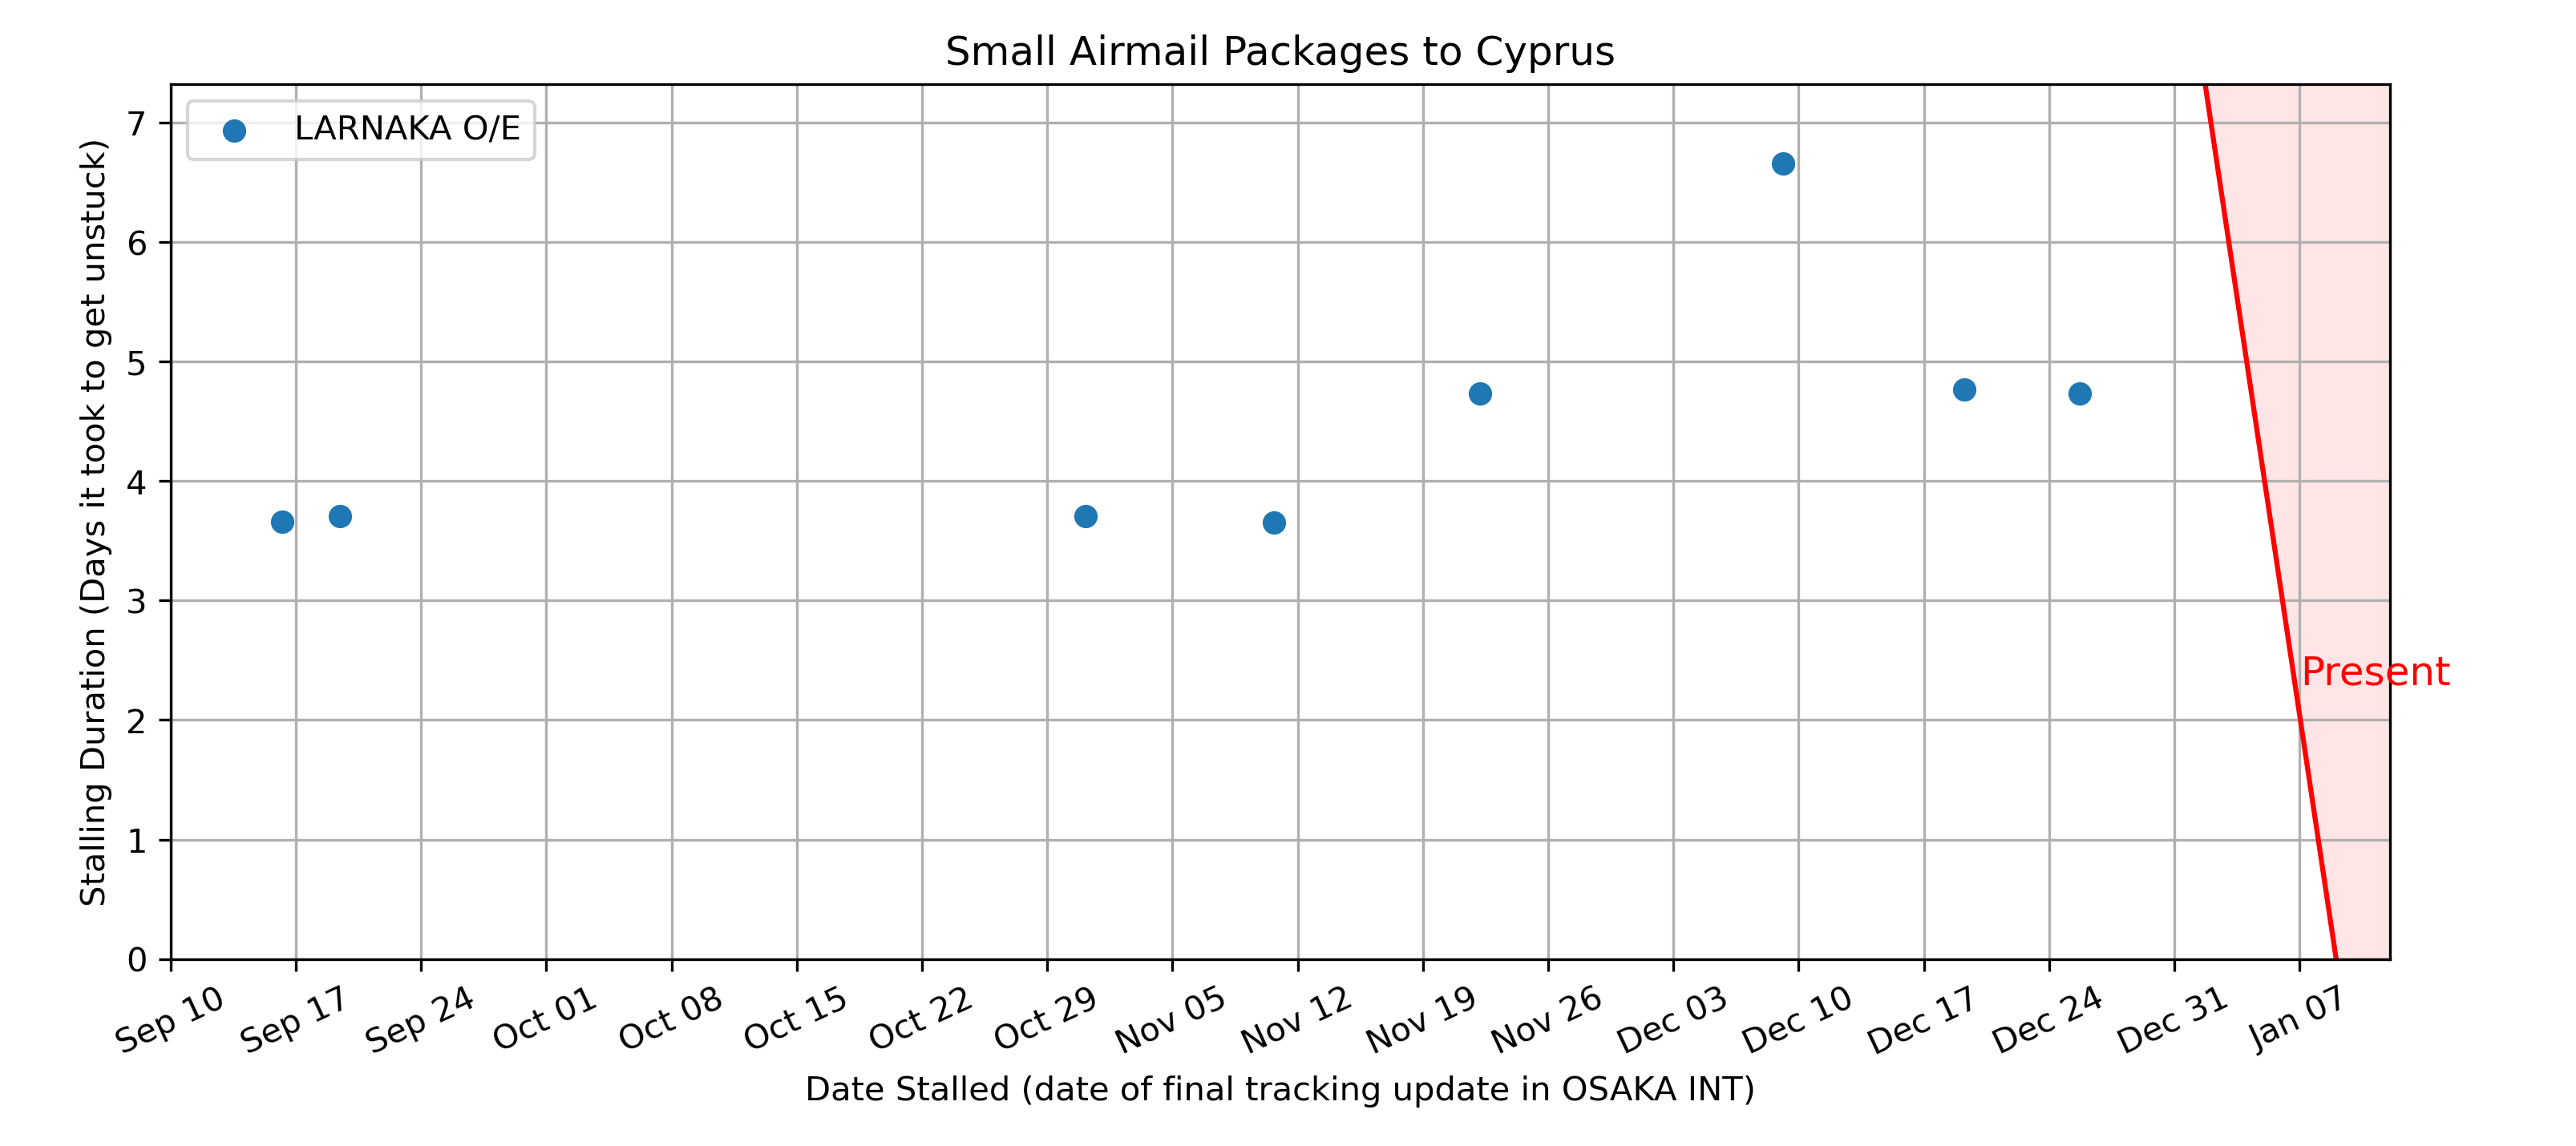 Small Airmail Packages to Cyprus
LARNAKA O/E
Stalling Duration (Days it took to get unstuck)
7
6
5
4
3
2
1
0
Present
Sep 10 Sep 17 Sep 24 Oct 01 Oct 08 Oct 15 Oct 22 Oct 29 Nov 05 Nov 12 Nov 19 Nov 26 Dec 03 Dec 10 Dec 17 Dec 24 Dec 31 Jan 07
Date Stalled (date of final tracking update in OSAKA INT)